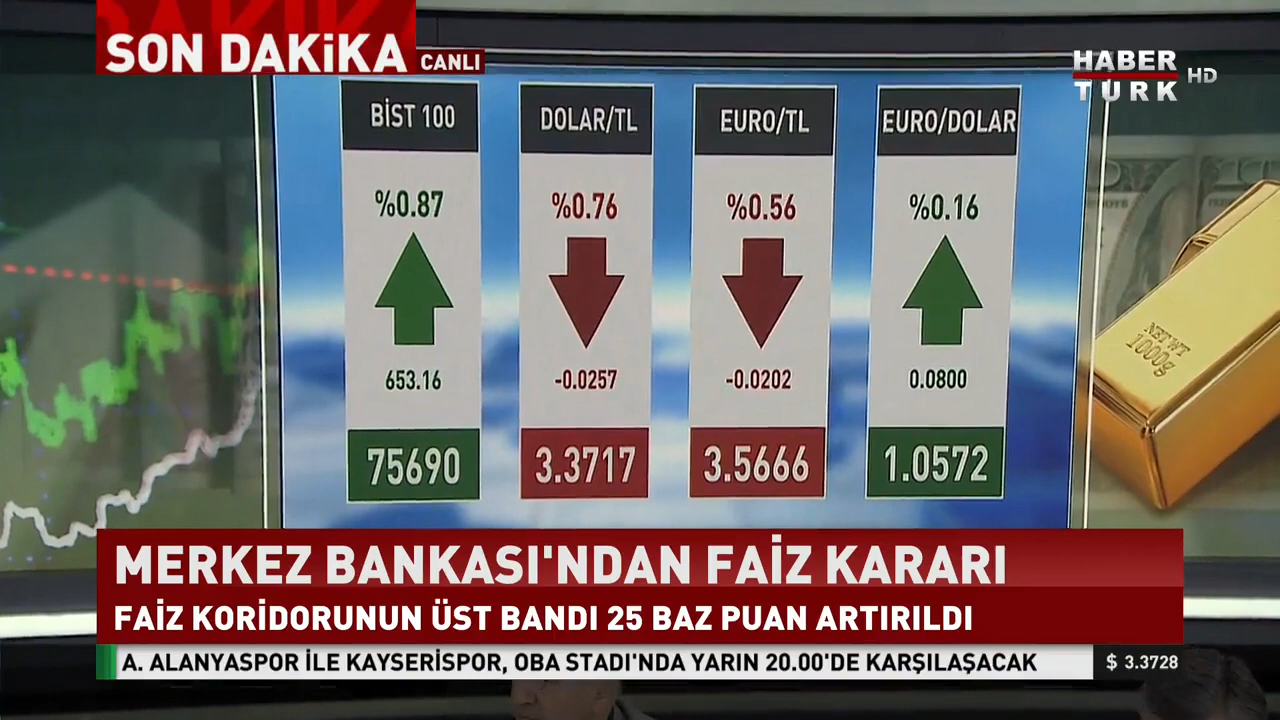 SON DAKİKA
CANLI
HABER
TÜRK
HD
BİST 100
DOLAR/TL
EURO/TL
EURO/DOLAR
%0.87
%0.76
%0.56
%0.16
653.16
-0.0257
-0.0202
0.0800
75690
3.3717
3.5666
1.0572
NET WT
1000g
MERKEZ BANKASI'NDAN FAİZ KARARI
FAİZ KORİDORUNUN ÜST BANDI 25 BAZ PUAN ARTIRILDI
A. ALANYASPOR İLE KAYSERİSPOR, OBA STADI'NDA YARIN 20.00'DE KARŞILAŞACAK
$ 3.3728